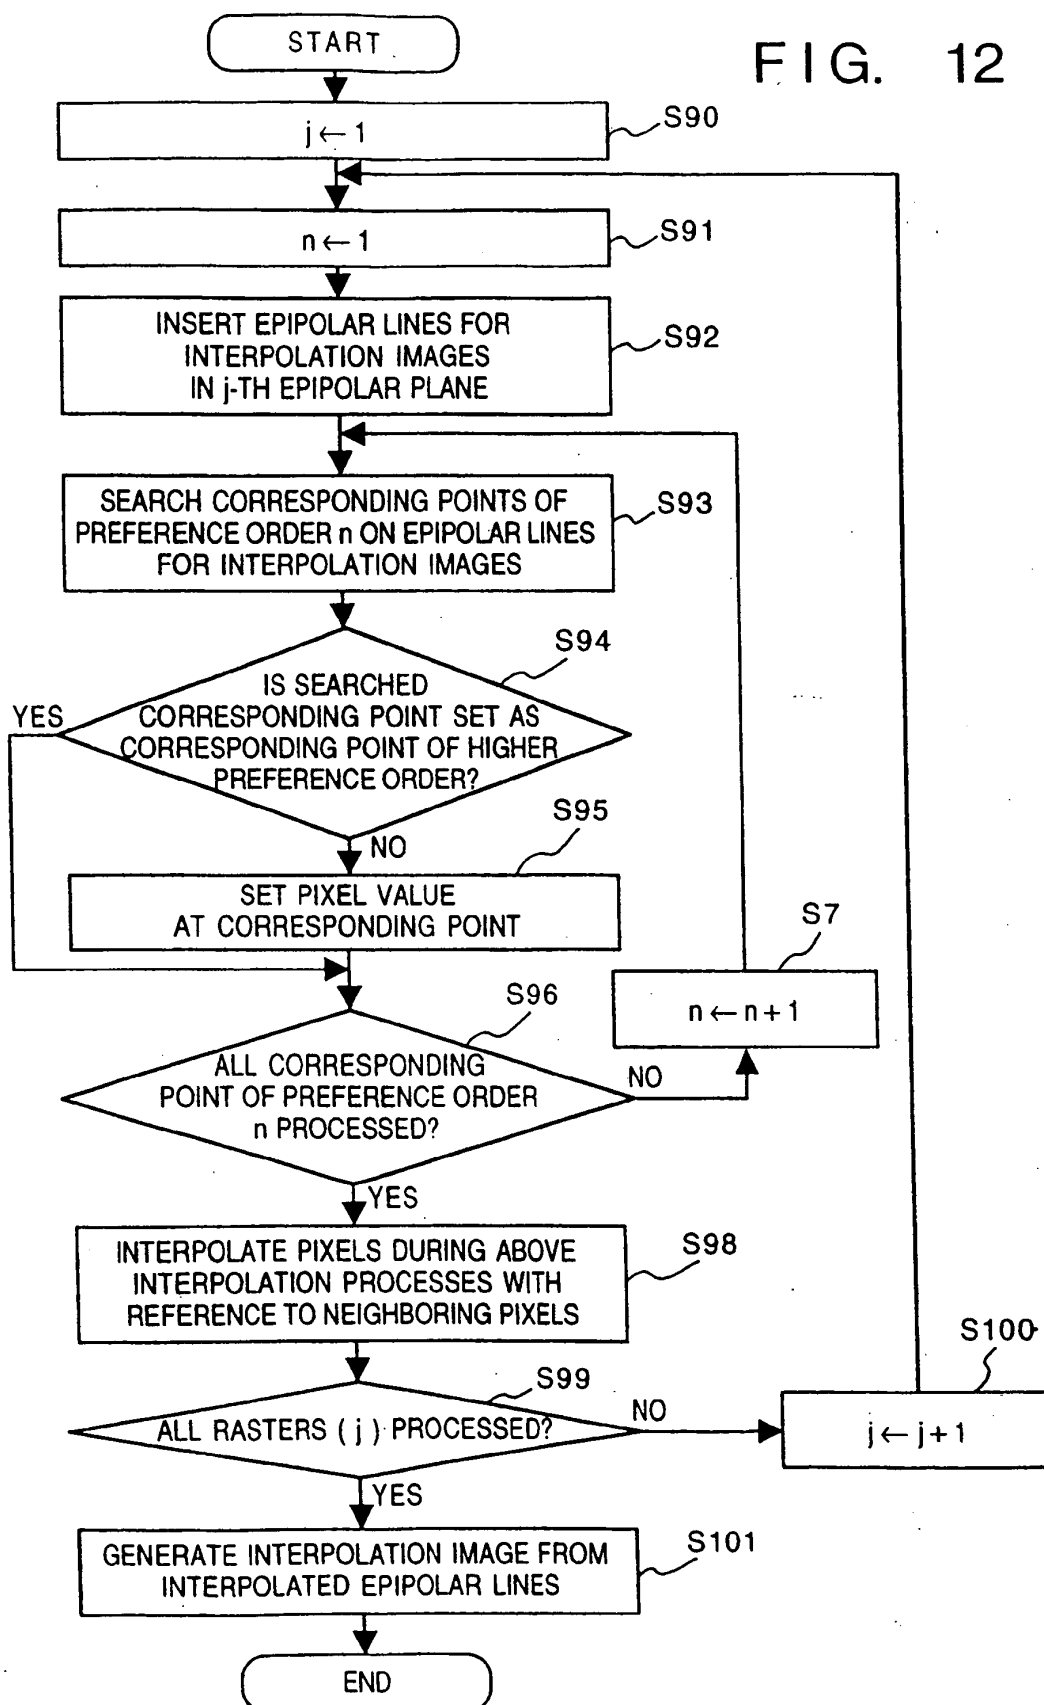 START
FIG. 12
j ← 1
S90
n ← 1
S91
INSERT EPIPOLAR LINES FOR
INTERPOLATION IMAGES
IN j-TH EPIPOLAR PLANE
S92
SEARCH CORRESPONDING POINTS OF
PREFERENCE ORDER n ON EPIPOLAR LINES
FOR INTERPOLATION IMAGES
S93
S94
IS SEARCHED
CORRESPONDING POINT SET AS
CORRESPONDING POINT OF HIGHER
PREFERENCE ORDER?
YES
NO
S95
SET PIXEL VALUE
AT CORRESPONDING POINT
S7
n ← n + 1
S96
ALL CORRESPONDING
POINT OF PREFERENCE ORDER
n PROCESSED?
NO
YES
INTERPOLATE PIXELS DURING ABOVE
INTERPOLATION PROCESSES WITH
REFERENCE TO NEIGHBORING PIXELS
S98
S99
ALL RASTERS ( j ) PROCESSED?
NO
S100
j ← j + 1
YES
GENERATE INTERPOLATION IMAGE FROM
INTERPOLATED EPIPOLAR LINES
S101
END